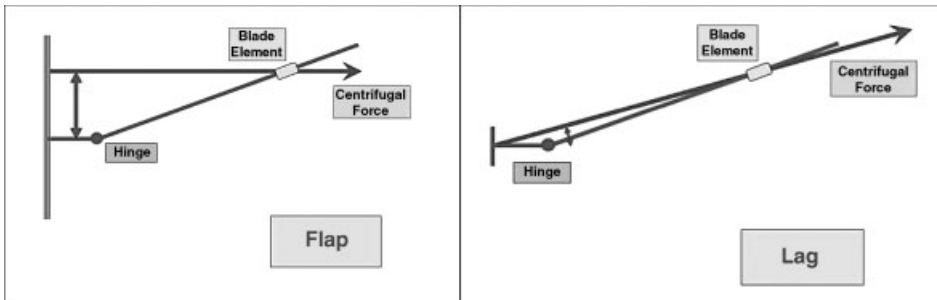 Blade
Element
Centrifugal
Force
Hinge
Flap
Blade
Element
Centrifugal
Force
Hinge
Lag